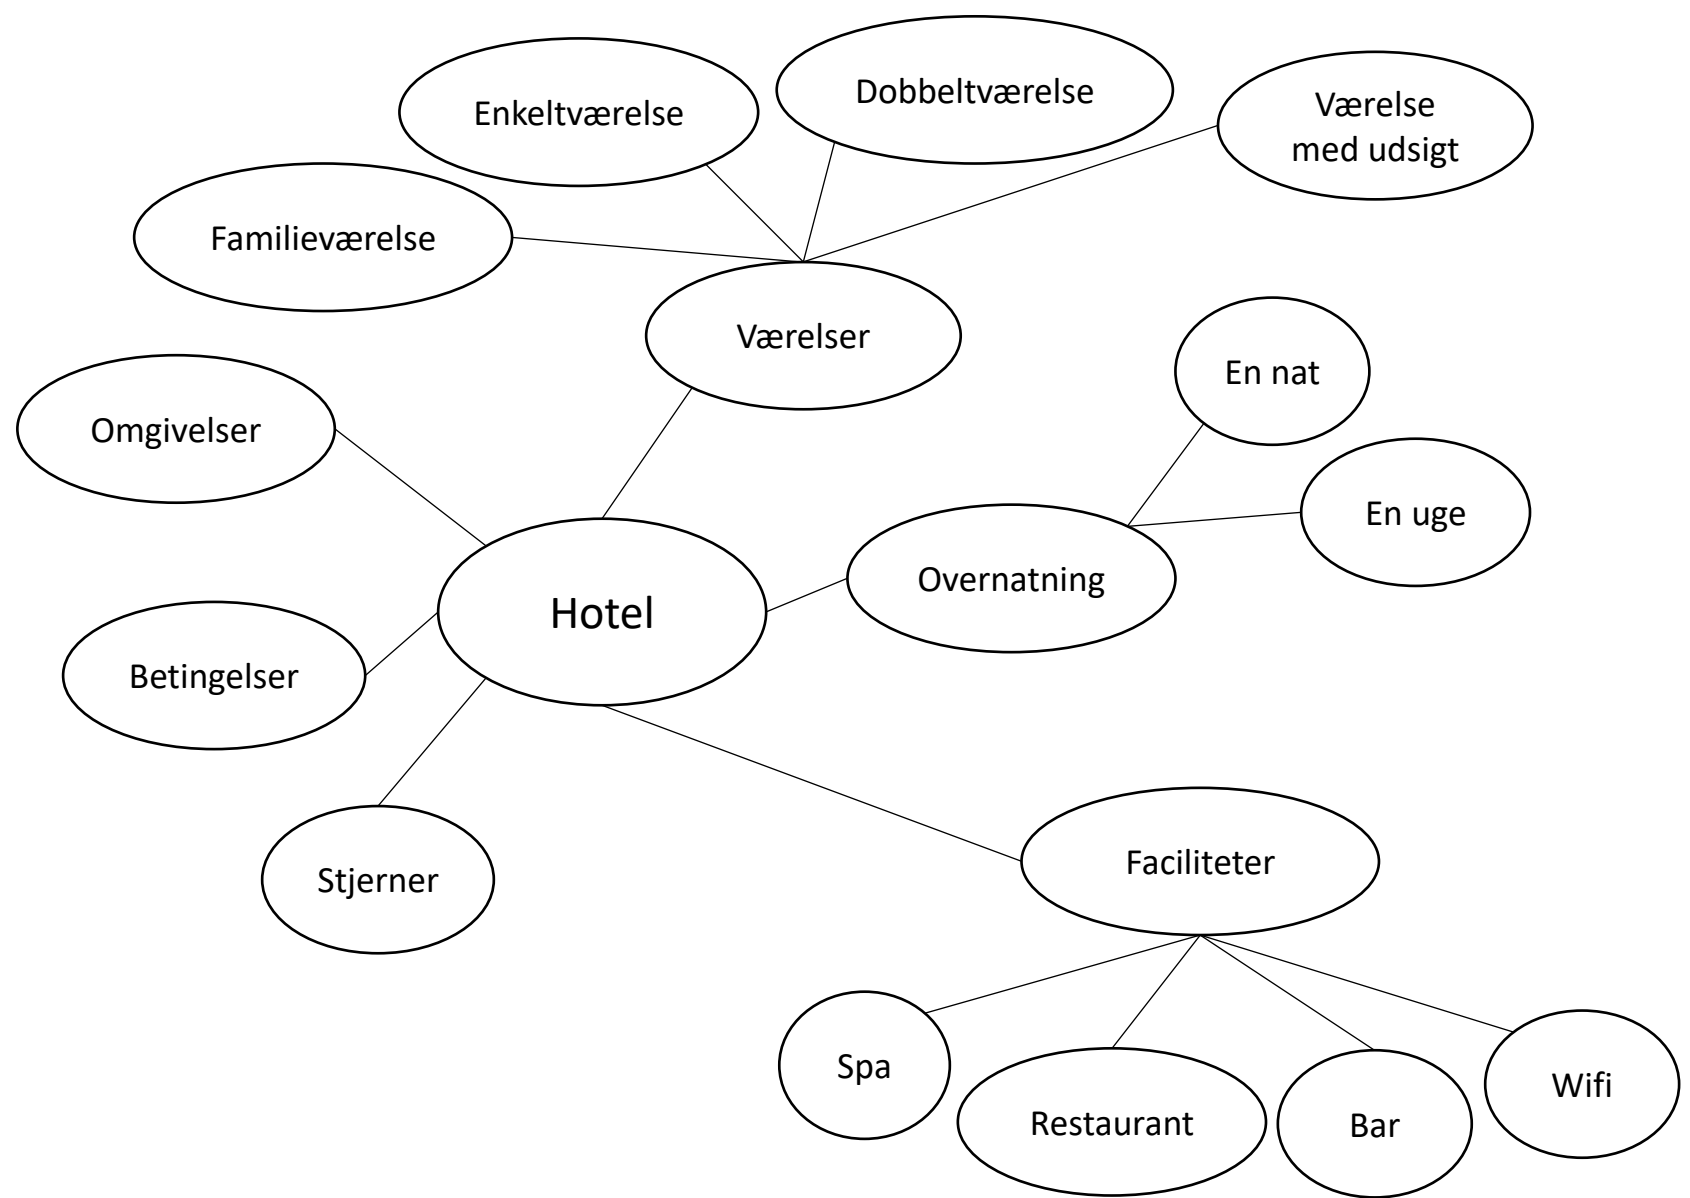 Dobbeltværelse
Enkeltværelse
Værelse
med udsigt
Familieværelse
Værelser
En nat
Omgivelser
En uge
Overnatning
Hotel
Betingelser
Faciliteter
Stjerner
Spa
Restaurant
Bar
Wifi